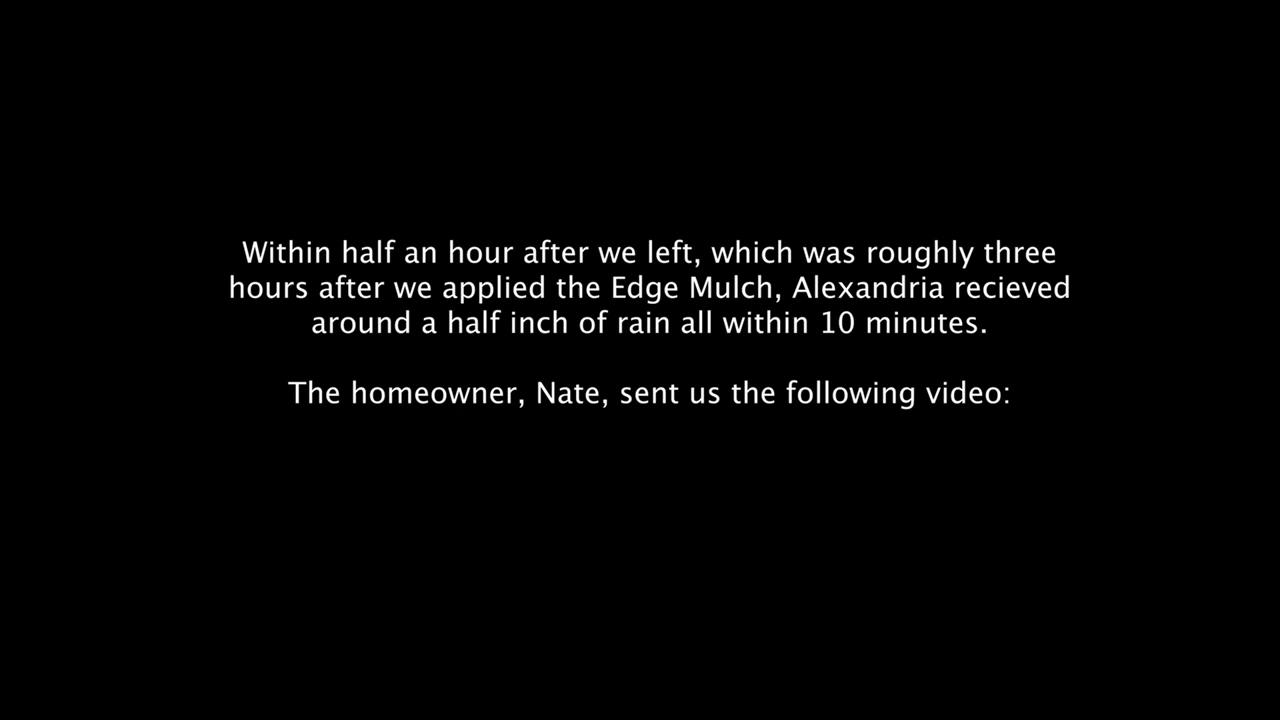 Within half an hour after we left, which was roughly three
hours after we applied the Edge Mulch, Alexandria recieved
around a half inch of rain all within 10 minutes.
The homeowner, Nate, sent us the following video: